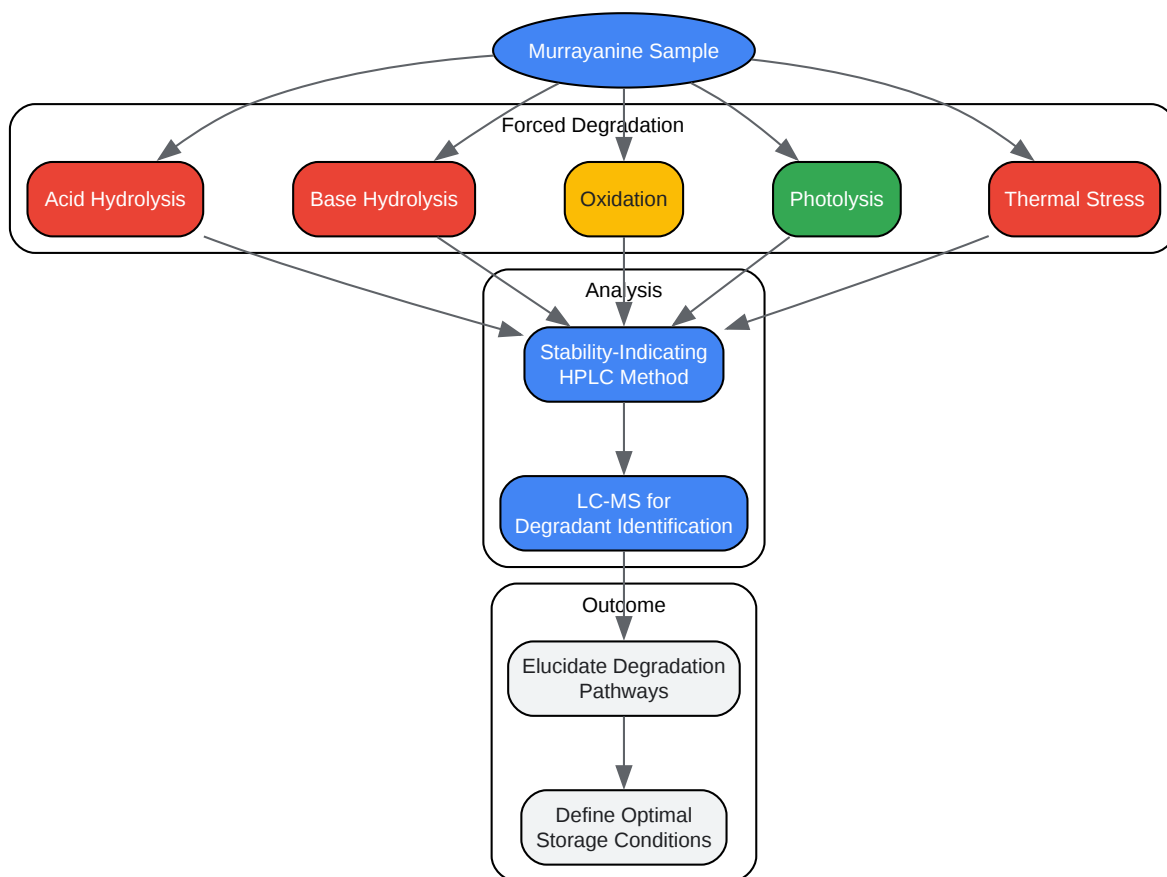 Murrayanine Sample
Forced Degradation
Acid Hydrolysis
Base Hydrolysis
Oxidation
Photolysis
Thermal Stress
Analysis
Stability-Indicating
HPLC Method
LC-MS for
Degradant Identification
Outcome
Elucidate Degradation
Pathways
Define Optimal
Storage Conditions